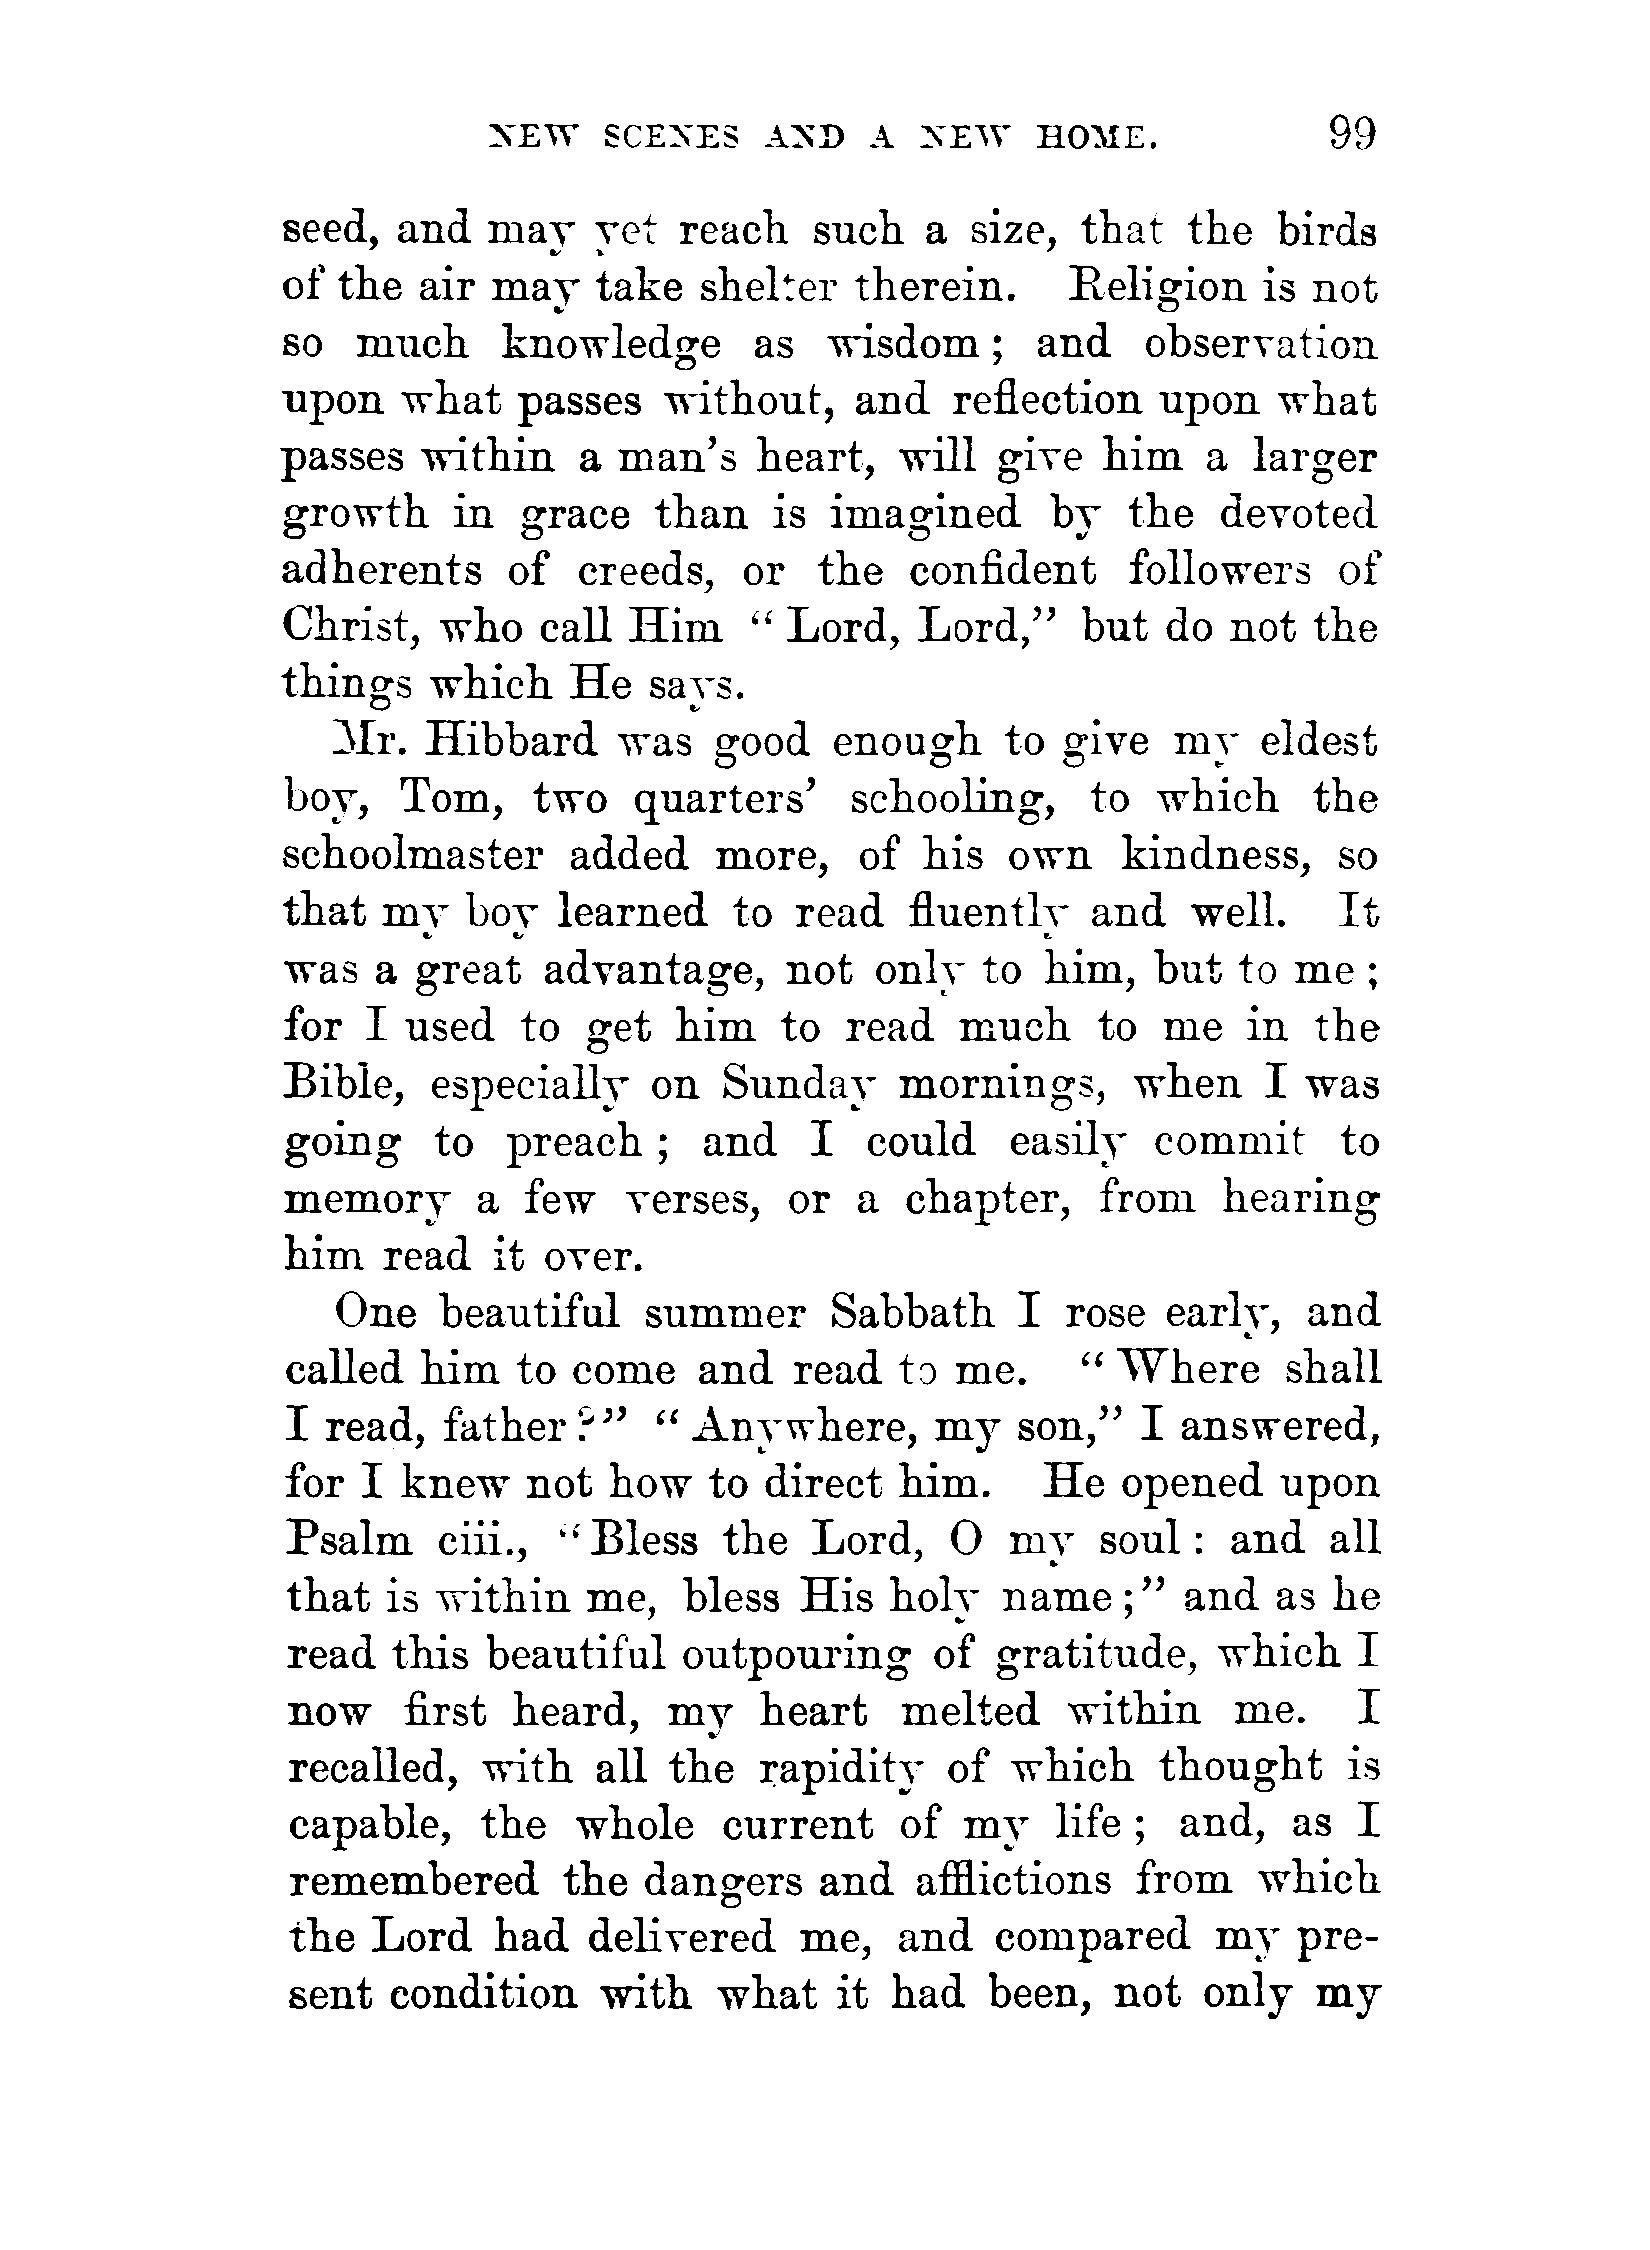 NEW SCENES AND A NEW HOME. 99
seed, and may yet reach such a size, that the birds
of the air may take shelter therein. Religion is not
so much knowledge as wisdom; and observation
upon what passes without, and reflection upon what
passes within a man's heart, will give him a larger
growth in grace than is imagined by the devoted
adherents of creeds, or the confident followers of
Christ, who call Him "Lord, Lord," but do not the
things which He says.
Mr. Hibbard was good enough to give my eldest
boy, Tom, two quarters' schooling, to which the
schoolmaster added more, of his own kindness, so
that my boy learned to read fluently and well. It
was a great advantage, not only to him, but to me;
for I used to get him to read much to me in the
Bible, especially on Sunday mornings, when I was
going to preach; and I could easily commit to
memory a few verses, or a chapter, from hearing
him read it over.
One beautiful summer Sabbath I rose early, and
called him to come and read to me. "Where shall
I read, father?" "Anywhere, my son," I answered,
for I knew not how to direct him. He opened upon
Psalm ciii., "Bless the Lord, O my soul: and all
that is within me, bless His holy name;" and as he
read this beautiful outpouring of gratitude, which I
now first heard, my heart melted within me. I
recalled, with all the rapidity of which thought is
capable, the whole current of my life; and, as I
remembered the dangers and afflictions from which
the Lord had delivered me, and compared my pre-
sent condition with what it had been, not only my